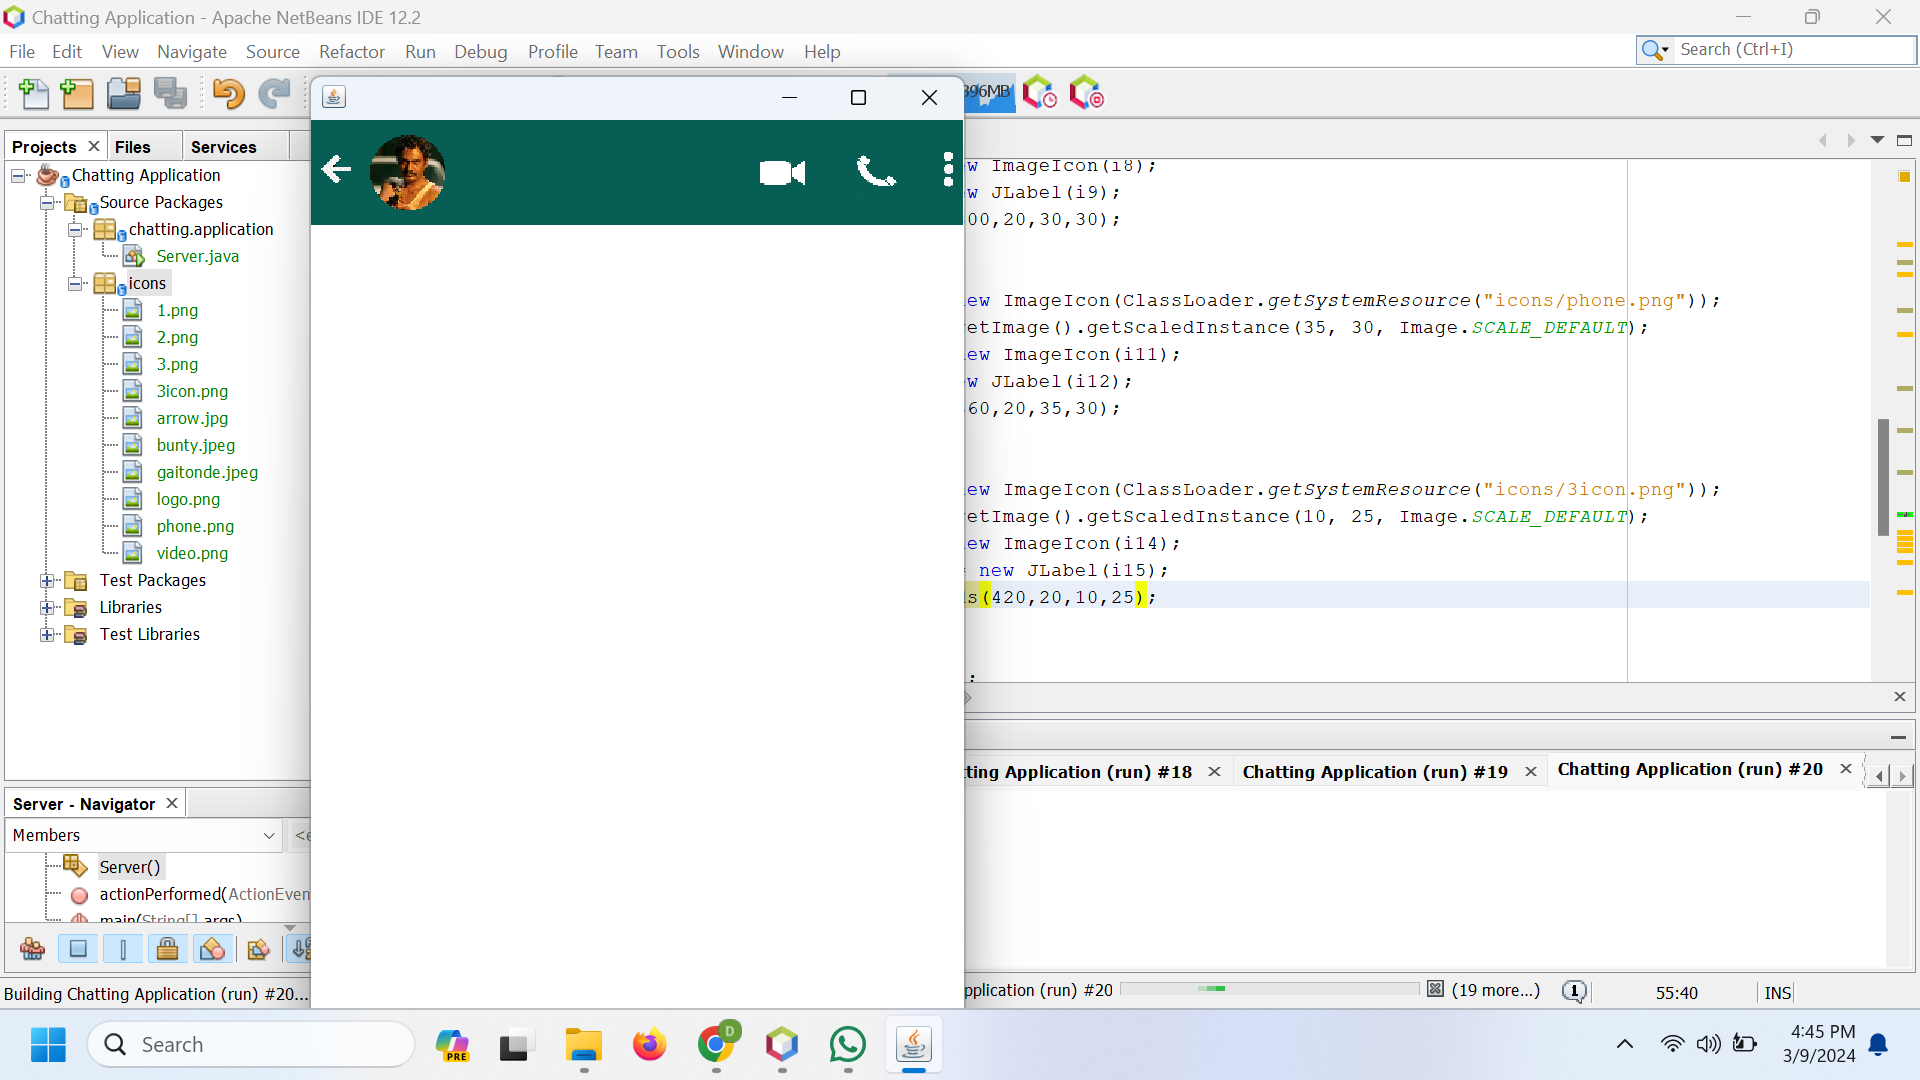 Chatting Application - Apache NetBeans IDE 12.2
File Edit View Navigate Source Refactor Run Debug Profile Team Tools Window Help
Search (Ctrl+I)
396MB
Projects Files Services
Chatting Application
Source Packages
chatting.application
Server.java
icons
1.png
2.png
3.png
3icon.png
arrow.jpg
bunty.jpeg
gaitonde.jpeg
logo.png
phone.png
video.png
Test Packages
Libraries
Test Libraries
w ImageIcon(i8);
w JLabel(i9);
00,20,30,30);
ew ImageIcon(ClassLoader.getSystemResource("icons/phone.png"));
etImage().getScaledInstance(35, 30, Image.SCALE_DEFAULT);
ew ImageIcon(i11);
w JLabel(i12);
60,20,35,30);
ew ImageIcon(ClassLoader.getSystemResource("icons/3icon.png"));
etImage().getScaledInstance(10, 25, Image.SCALE_DEFAULT);
ew ImageIcon(i14);
= new JLabel(i15);
ds(420,20,10,25);
;
tting Application (run) #18 Chatting Application (run) #19 Chatting Application (run) #20
Server - Navigator
Members
<e
Server()
actionPerformed(ActionEven
main(String[] args)
Building Chatting Application (run) #20...
pplication (run) #20 (19 more...) 1 55:40 INS
Search
PRE
D
4:45 PM
3/9/2024